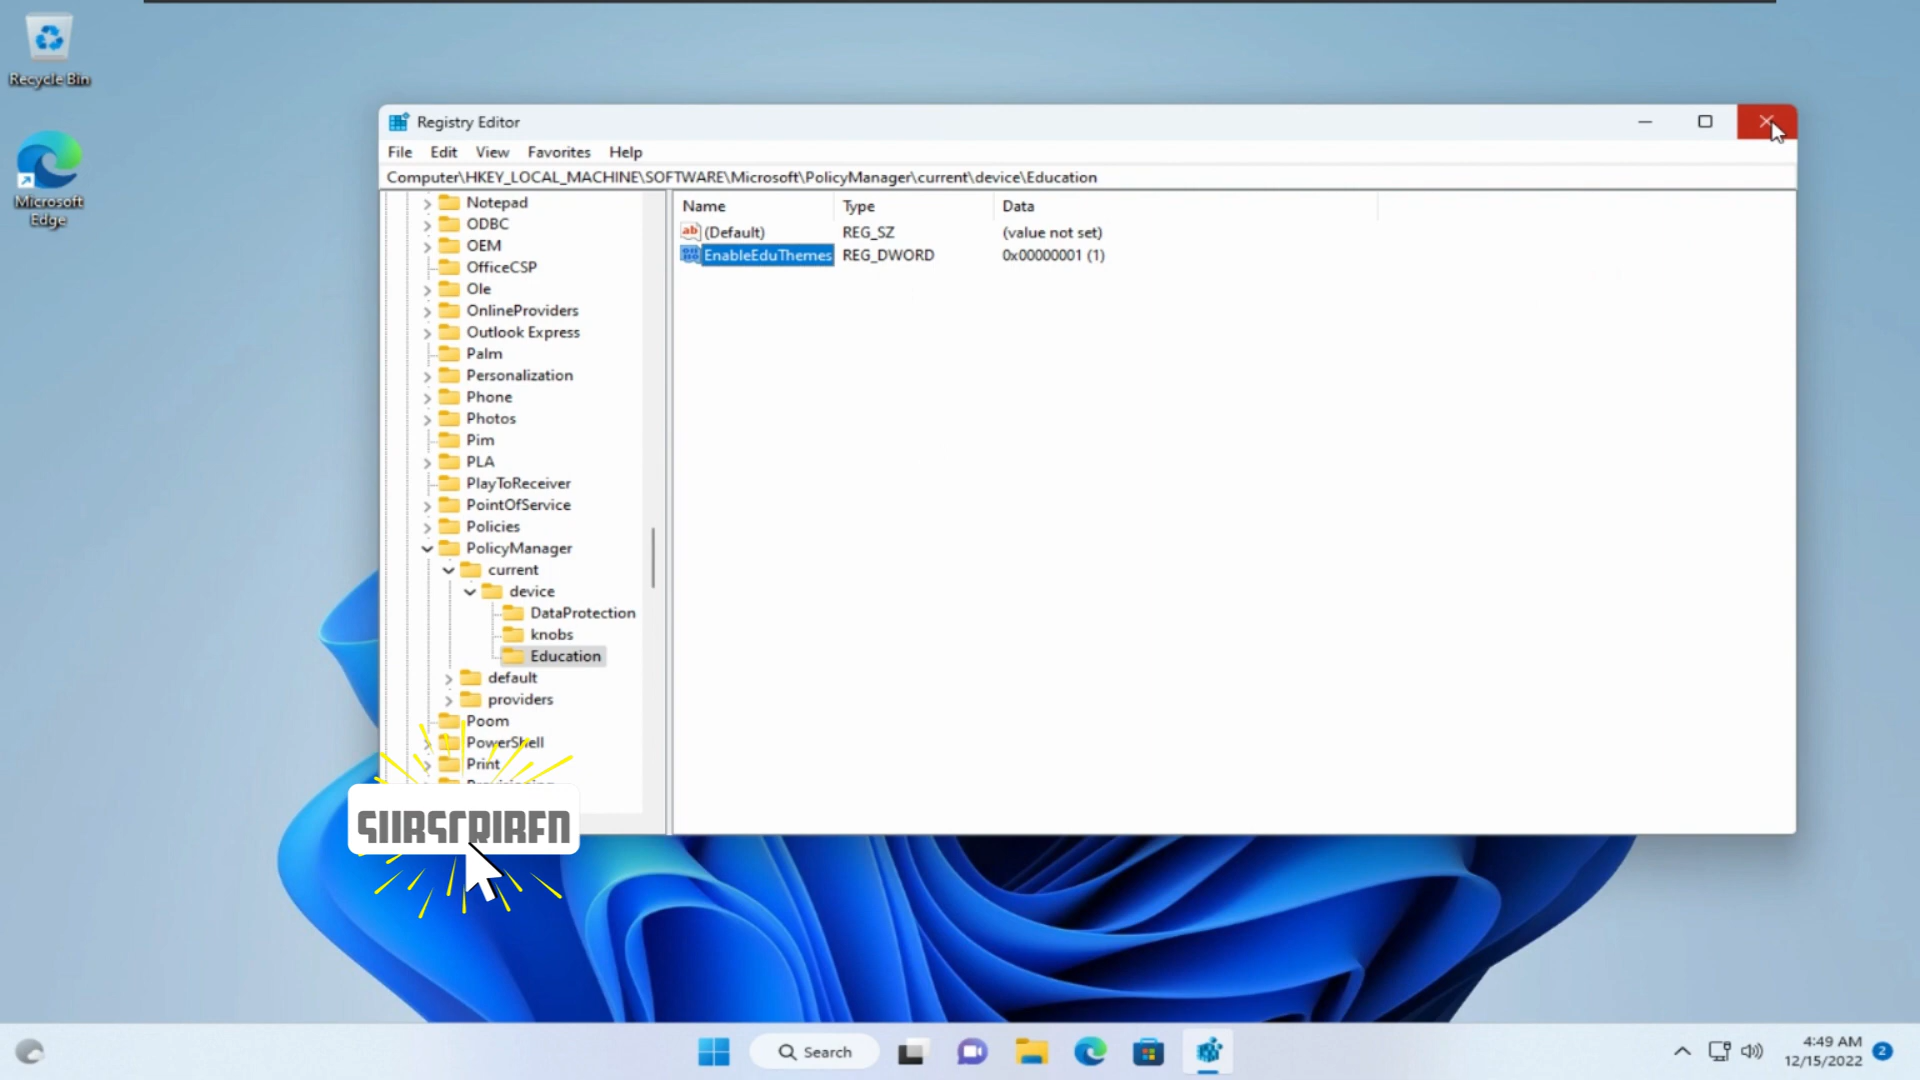 Recycle Bin
Microsoft
Edge
Registry Editor
File Edit View Favorites Help
Computer\HKEY_LOCAL_MACHINE\SOFTWARE\Microsoft\PolicyManager\current\device\Education
Notepad
ODBC
OEM
OfficeCSP
Ole
OnlineProviders
Outlook Express
Palm
Personalization
Phone
Photos
Pim
PLA
PlayToReceiver
PointOfService
Policies
PolicyManager
current
device
DataProtection
knobs
Education
default
providers
Poom
PowerShell
Print
Name Type Data
(Default) REG_SZ (value not set)
EnableEduThemes REG_DWORD 0x00000001 (1)
Search
4:49 AM
12/15/2022
2